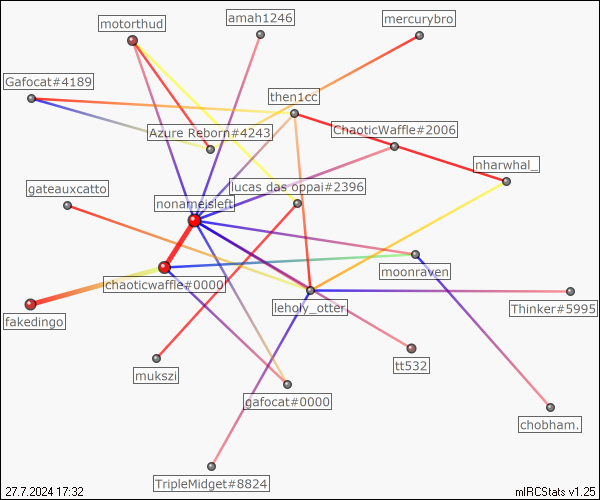 amah1246
mercurybro
motorthud
Gafocat#4189
then1cc
Azure Reborn#4243
ChaoticWaffle#2006
nharwhal_
gateauxcatto
lucas das oppai#2396
nonameisleft
moonraven
chaoticwaffle#0000
leholy_otter
Thinker#5995
fakedingo
tt532
mukszi
gafocat#0000
chobham.
TripleMidget#8824
27.7.2024 17:32
mIRCStats v1.25